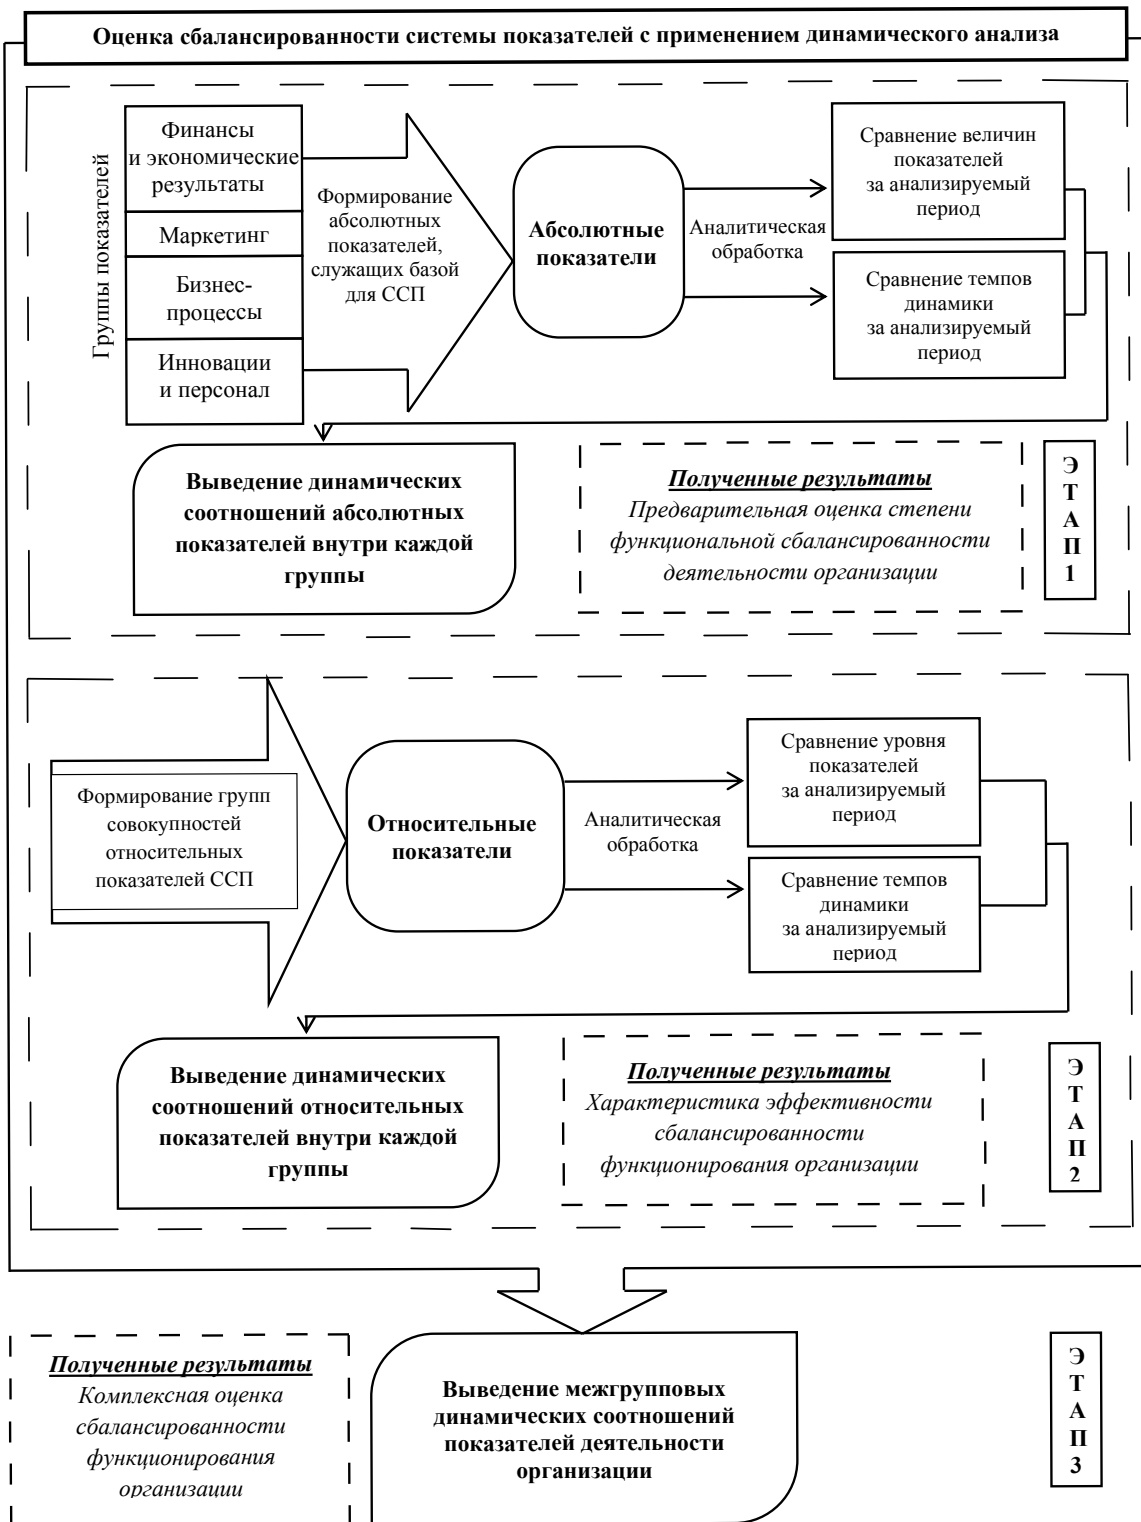 Оценка сбалансированности системы показателей с применением динамического анализа
Группы показателей
Финансы
и экономические
результаты
Маркетинг
Бизнес-
процессы
Инновации
и персонал
Формирование
абсолютных
показателей,
служащих базой
для ССП
Абсолютные
показатели
Аналитическая
обработка
Сравнение величин
показателей
за анализируемый
период
Сравнение темпов
динамики
за анализируемый
период
Выведение динамических
соотношений абсолютных
показателей внутри каждой
группы
Полученные результаты
Предварительная оценка степени
функциональной сбалансированности
деятельности организации
Э
Т
А
П
1
Формирование групп
совокупностей
относительных
показателей ССП
Относительные
показатели
Аналитическая
обработка
Сравнение уровня
показателей
за анализируемый
период
Сравнение темпов
динамики
за анализируемый
период
Выведение динамических
соотношений относительных
показателей внутри каждой
группы
Полученные результаты
Характеристика эффективности
сбалансированности
функционирования организации
Э
Т
А
П
2
Полученные результаты
Комплексная оценка
сбалансированности
функционирования
организации
Выведение межгрупповых
динамических соотношений
показателей деятельности
организации
Э
Т
А
П
3